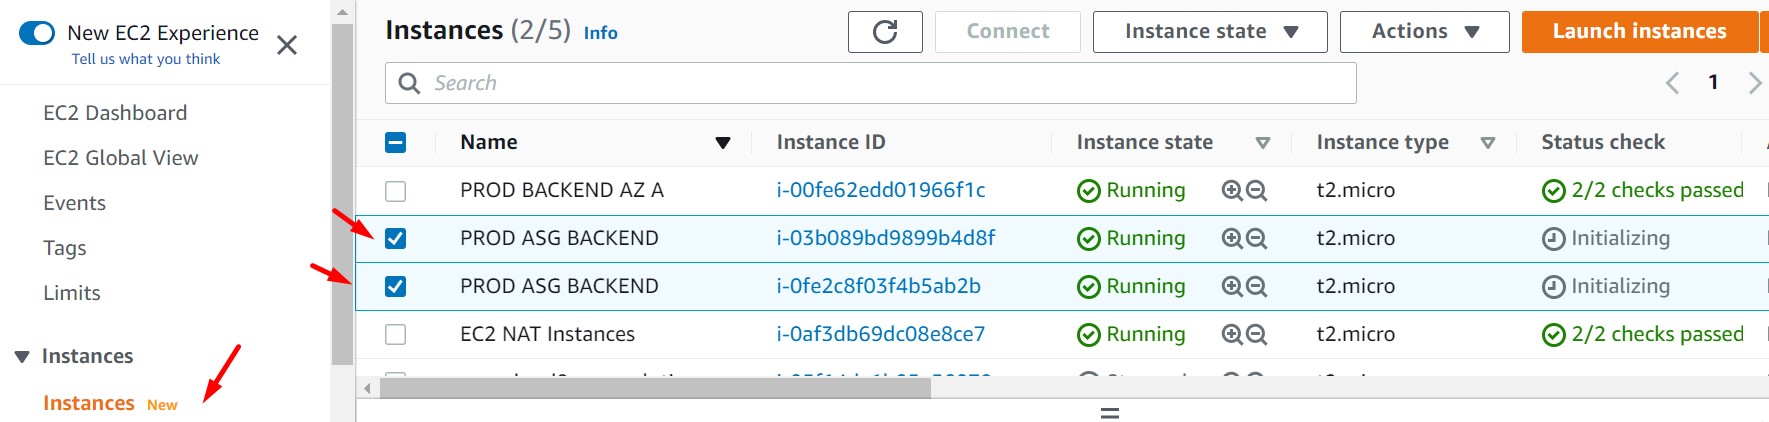 New EC2 Experience
Tell us what you think
EC2 Dashboard
EC2 Global View
Events
Tags
Limits
Instances
Instances New
Instances (2/5) Info
Connect
Instance state
Actions
Launch instances
Search
1
Name Instance ID Instance state Instance type Status check
PROD BACKEND AZ A i-00fe62edd01966f1c Running t2.micro 2/2 checks passed
PROD ASG BACKEND i-03b089bd9899b4d8f Running t2.micro Initializing
PROD ASG BACKEND i-0fe2c8f03f4b5ab2b Running t2.micro Initializing
EC2 NAT Instances i-0af3db69dc08e8ce7 Running t2.micro 2/2 checks passed